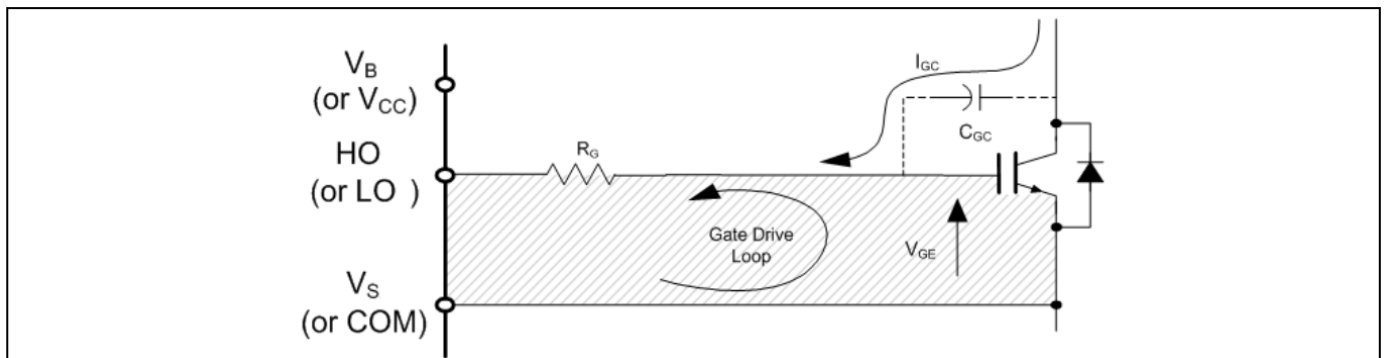 V_B
(or V_CC)
HO
(or LO )
V_S
(or COM)
R_G
I_GC
C_GC
V_GE
Gate Drive
Loop